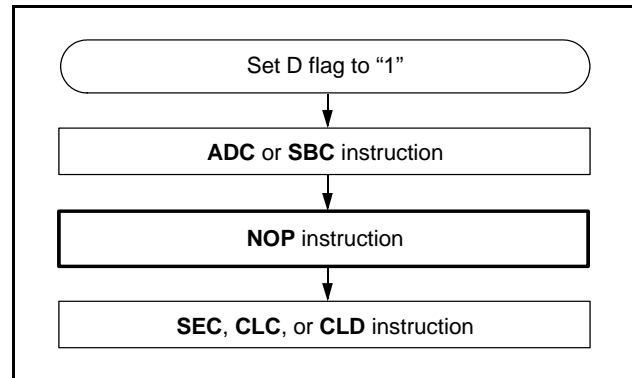 Set D flag to “1”
ADC or SBC instruction
NOP instruction
SEC, CLC, or CLD instruction